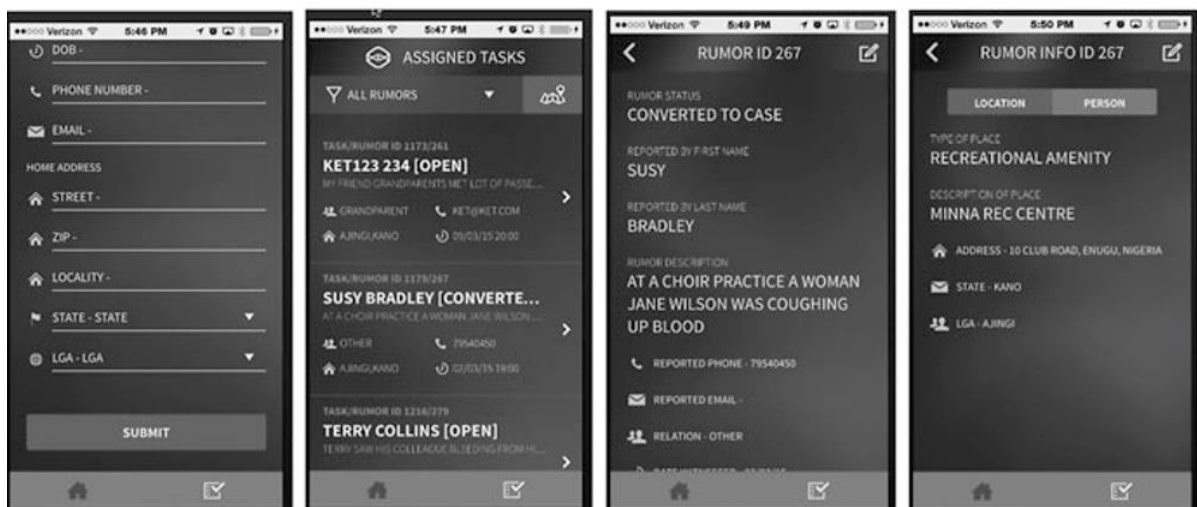 Verizon 5:46 PM
DOB -
PHONE NUMBER -
EMAIL -
HOME ADDRESS
STREET -
ZIP -
LOCALITY -
STATE - STATE
LGA - LGA
SUBMIT
Verizon 5:47 PM
ASSIGNED TASKS
ALL RUMORS
TASK/RUMOR ID 1173/261
KET123 234 [OPEN]
MY FRIEND GRANDPARENTS MET LOT OF PASSE...
GRANDPARENT KET@KET.COM
AJINGI,KANO 09/03/15 20:00
TASK/RUMOR ID 1179/267
SUSY BRADLEY [CONVERTE...
AT A CHOIR PRACTICE A WOMAN JANE WILSON ...
OTHER 79540450
AJINGI,KANO 02/03/15 19:00
TASK/RUMOR ID 1216/279
TERRY COLLINS [OPEN]
TERRY SAW HIS COLLEAGUE BLEEDING FROM HI...
Verizon 5:49 PM
RUMOR ID 267
RUMOR STATUS
CONVERTED TO CASE
REPORTED BY FIRST NAME
SUSY
REPORTED BY LAST NAME
BRADLEY
RUMOR DESCRIPTION
AT A CHOIR PRACTICE A WOMAN
JANE WILSON WAS COUGHING
UP BLOOD
REPORTED PHONE - 79540450
REPORTED EMAIL -
RELATION - OTHER
Verizon 5:50 PM
RUMOR INFO ID 267
LOCATION PERSON
TYPE OF PLACE
RECREATIONAL AMENITY
DESCRIPTION OF PLACE
MINNA REC CENTRE
ADDRESS - 10 CLUB ROAD, ENUGU, NIGERIA
STATE - KANO
LGA - AJINGI